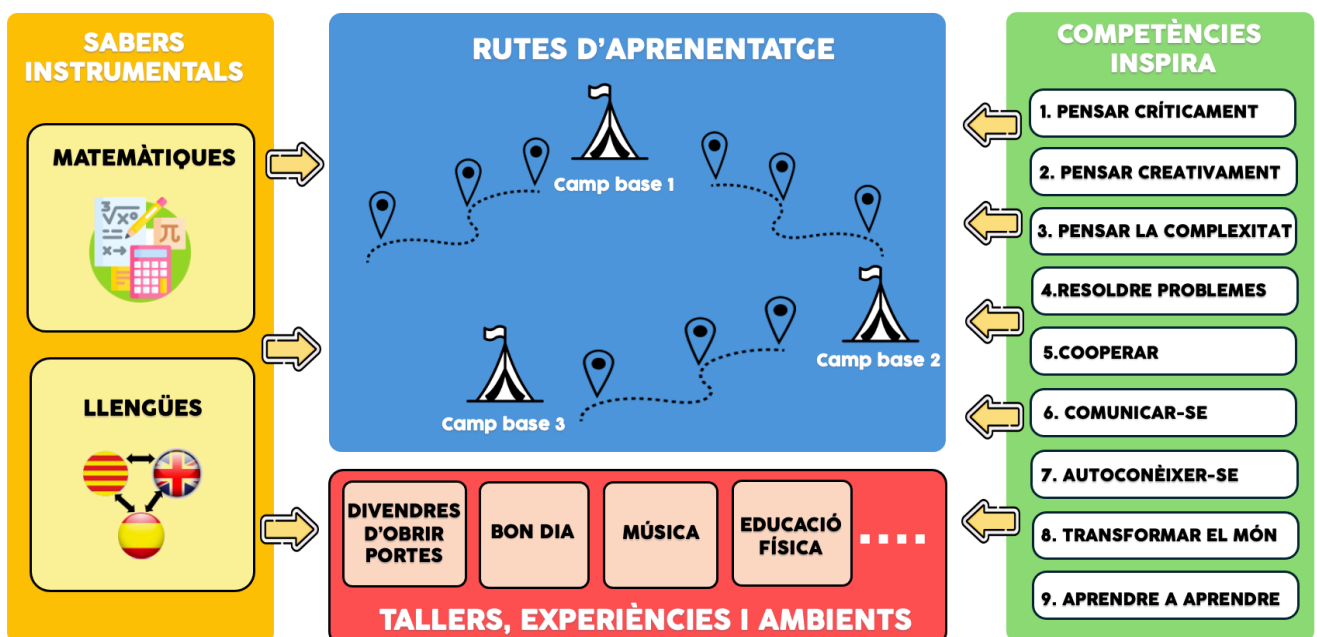 SABERS
INSTRUMENTALS
MATEMÀTIQUES
³√x°
π
x→
LLENGÜES
RUTES D’APRENENTATGE
Camp base 1
Camp base 2
Camp base 3
DIVENDRES
D’OBRIR
PORTES
BON DIA
MÚSICA
EDUCACIÓ
FÍSICA
....
TALLERS, EXPERIÈNCIES I AMBIENTS
COMPETÈNCIES
INSPIRA
1. PENSAR CRÍTICAMENT
2. PENSAR CREATIVAMENT
3. PENSAR LA COMPLEXITAT
4.RESOLDRE PROBLEMES
5.COOPERAR
6. COMUNICAR-SE
7. AUTOCONÈIXER-SE
8. TRANSFORMAR EL MÓN
9. APRENDRE A APRENDRE